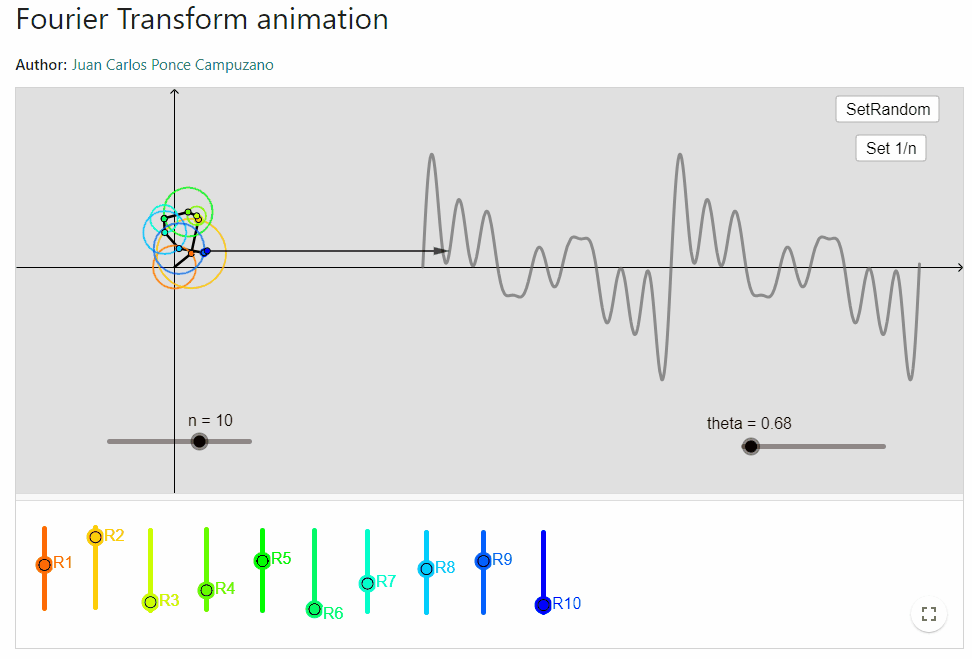 Fourier Transform animation
Author: Juan Carlos Ponce Campuzano
SetRandom
Set 1/n
n = 10
theta = 0.68
R1
R2
R3
R4
R5
R6
R7
R8
R9
R10